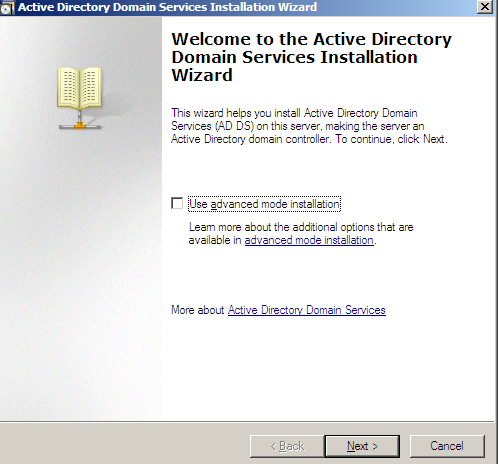 Active Directory Domain Services Installation Wizard
Welcome to the Active Directory
Domain Services Installation
Wizard
This wizard helps you install Active Directory Domain
Services (AD DS) on this server, making the server an
Active Directory domain controller. To continue, click Next.
Use advanced mode installation
Learn more about the additional options that are
available in advanced mode installation.
More about Active Directory Domain Services
< Back
Next >
Cancel